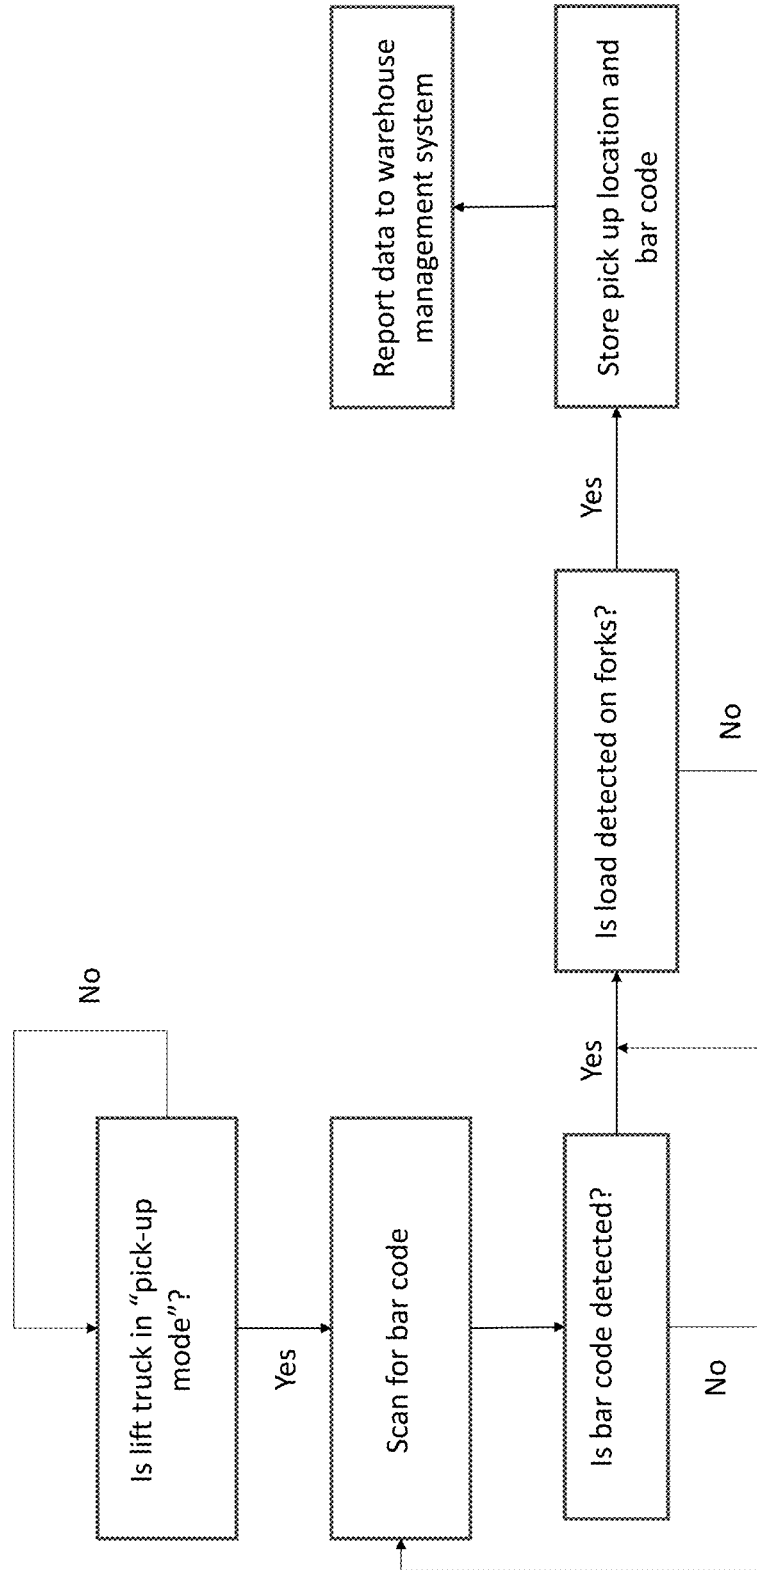 Is lift truck in “pick-up
mode”?
No
Yes
Scan for bar code
Is bar code detected?
No
Yes
Is load detected on forks?
No
Yes
Store pick up location and
bar code
Report data to warehouse
management system